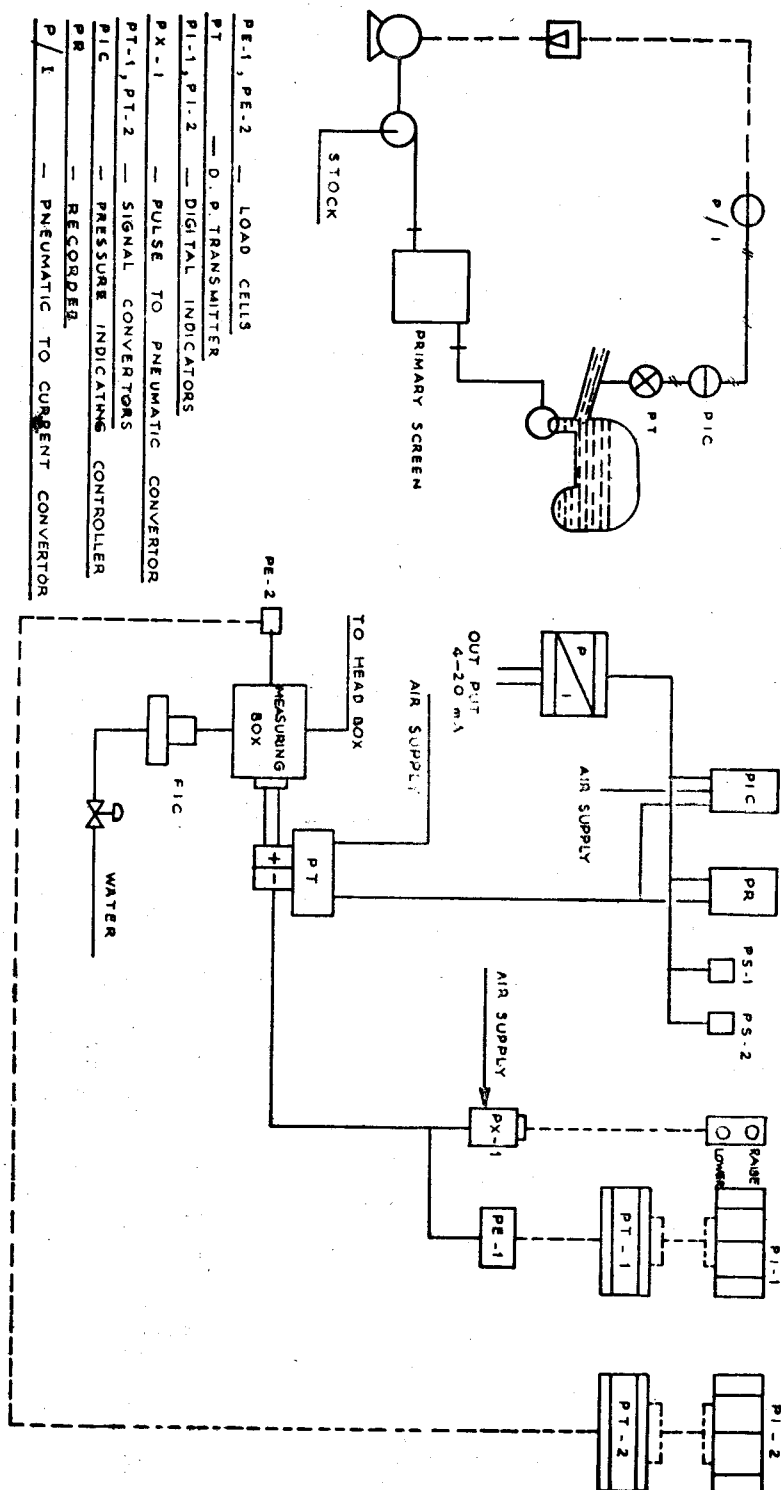 PI-1
PI-2
P/I
PIC
PT
PRIMARY SCREEN
STOCK
PIC
PR
PS-1
PS-2
RAISE
LOWER
P
I
OUT PUT
4-20 mA
AIR SUPPLY
PT-1
PT-2
AIR SUPPLY
PX-1
PE-1
AIR SUPPLY
TO HEAD BOX
PT
+ -
MEASURING
BOX
PE-2
FIC
WATER
PE-1, PE-2 — LOAD CELLS
PT — D. P. TRANSMITTER
PI-1, PI-2 — DIGITAL INDICATORS
PX-1 — PULSE TO PNEUMATIC CONVERTOR
PT-1, PT-2 — SIGNAL CONVERTORS
PIC — PRESSURE INDICATING CONTROLLER
PR — RECORDER
P/I — PNEUMATIC TO CURRENT CONVERTOR